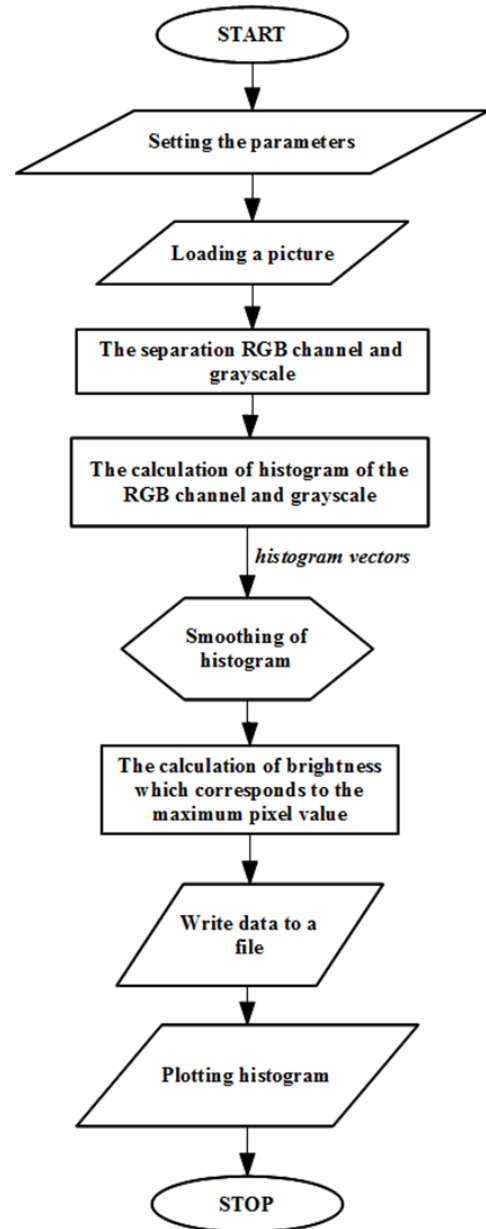 START
Setting the parameters
Loading a picture
The separation RGB channel and
grayscale
The calculation of histogram of the
RGB channel and grayscale
histogram vectors
Smoothing of
histogram
The calculation of brightness
which corresponds to the
maximum pixel value
Write data to a
file
Plotting histogram
STOP